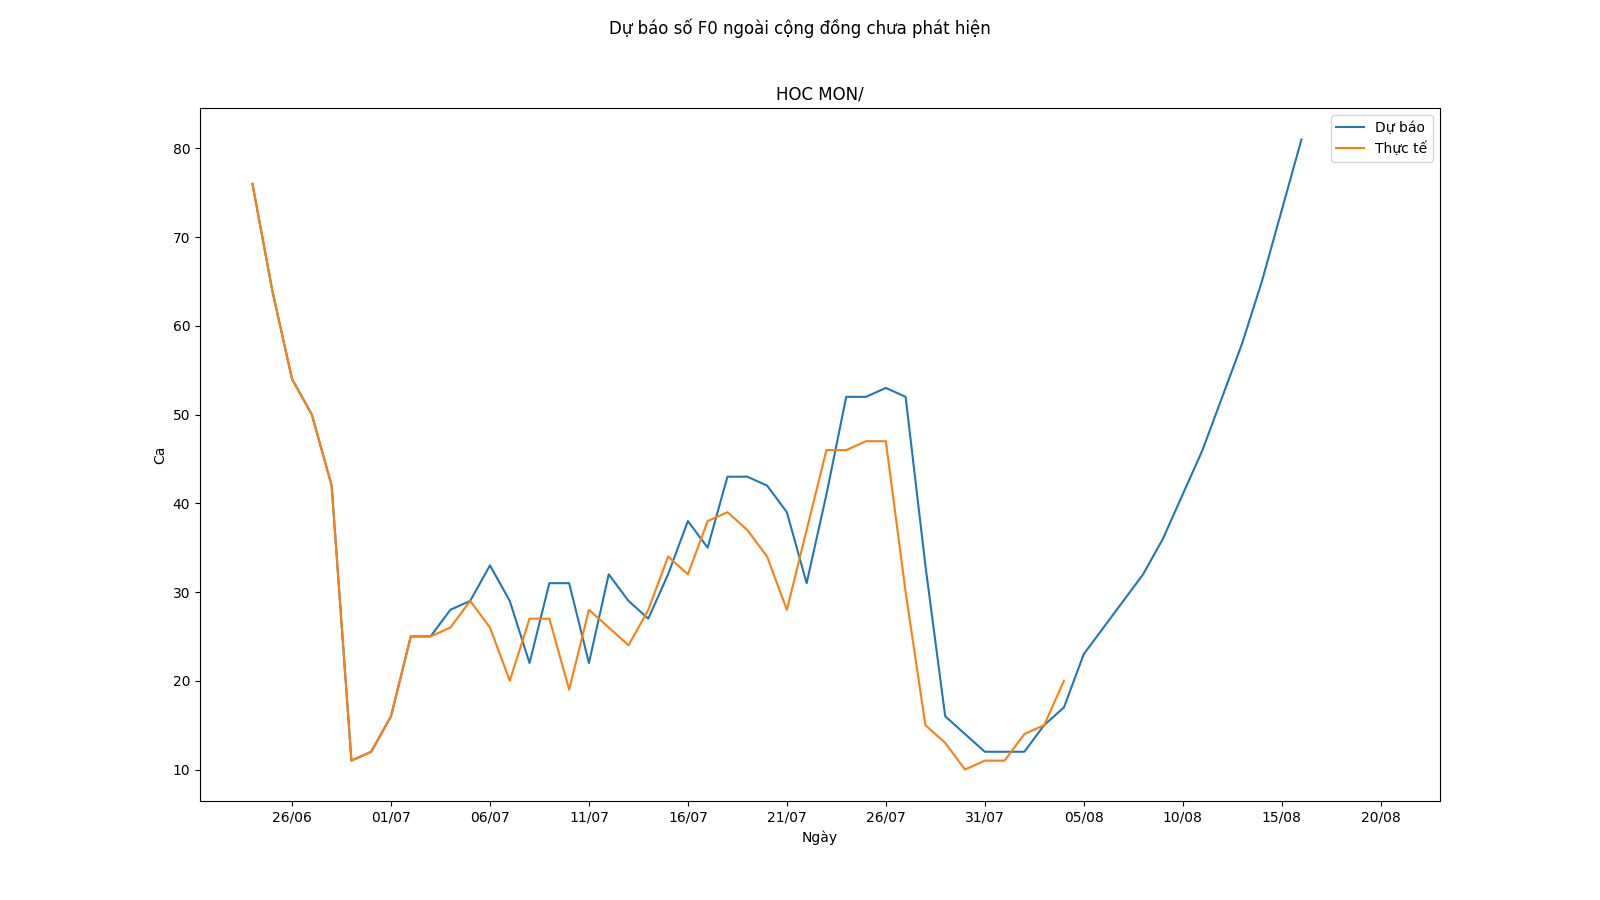 Dự báo số F0 ngoài cộng đồng chưa phát hiện
HOC MON/
Dự báo
Thực tế
80
70
60
50
40
30
20
10
Ca
26/06 01/07 06/07 11/07 16/07 21/07 26/07 31/07 05/08 10/08 15/08 20/08
Ngày